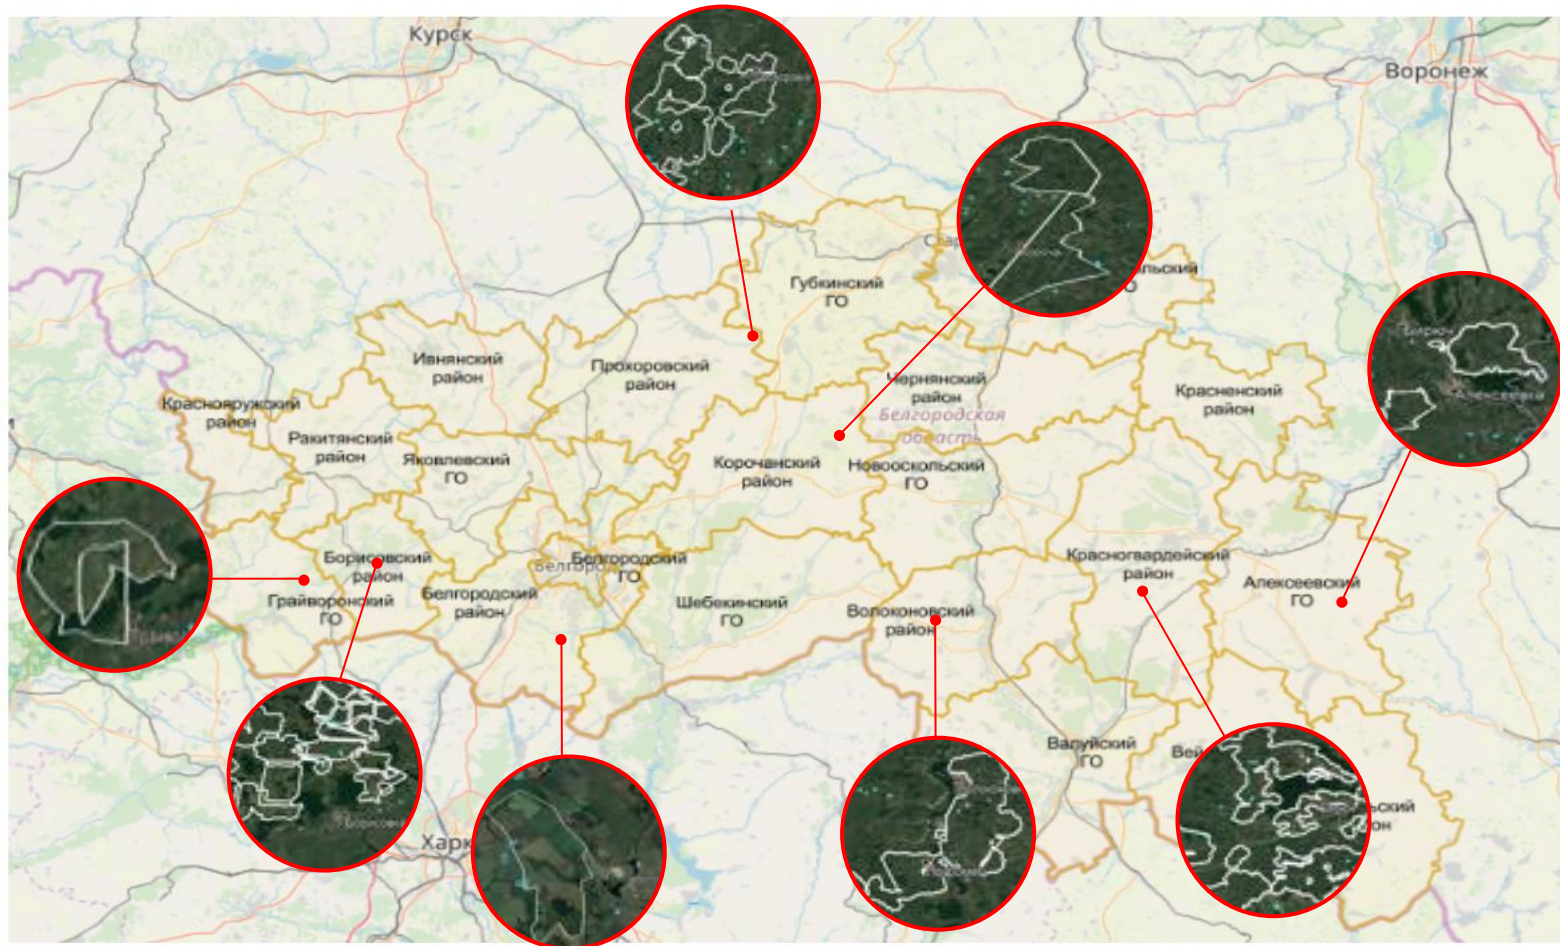 Курск
Воронеж
Губкинский
ГО
Ивнянский
район
Прохоровский
район
Чернянский
район
Белгородская
область
Красненский
район
Краснояружский
район
Ракитянский
район
Яковлевский
ГО
Корочанский
район
Новооскольский
ГО
Борисовский
район
Грайворонский
ГО
Белгородский
район
Белгородский
ГО
Шебекинский
ГО
Волоконовский
район
Красногвардейский
район
Алексеевский
ГО
Валуйский
ГО